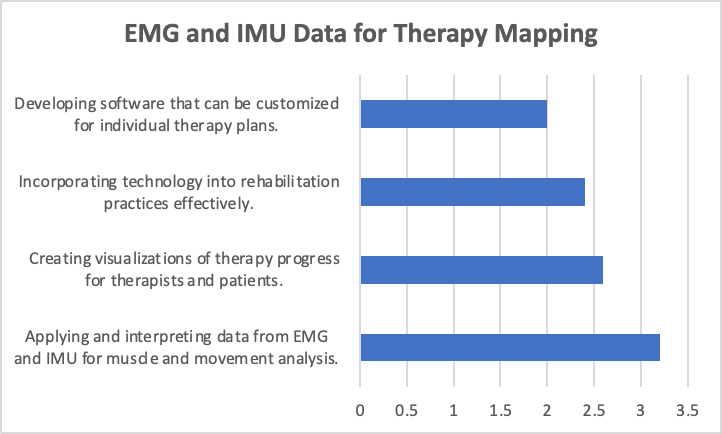 EMG and IMU Data for Therapy Mapping
Developing software that can be customized
for individual therapy plans.
Incorporating technology into rehabilitation
practices effectively.
Creating visualizations of therapy progress
for therapists and patients.
Applying and interpreting data from EMG
and IMU for muscle and movement analysis.
0 0.5 1 1.5 2 2.5 3 3.5